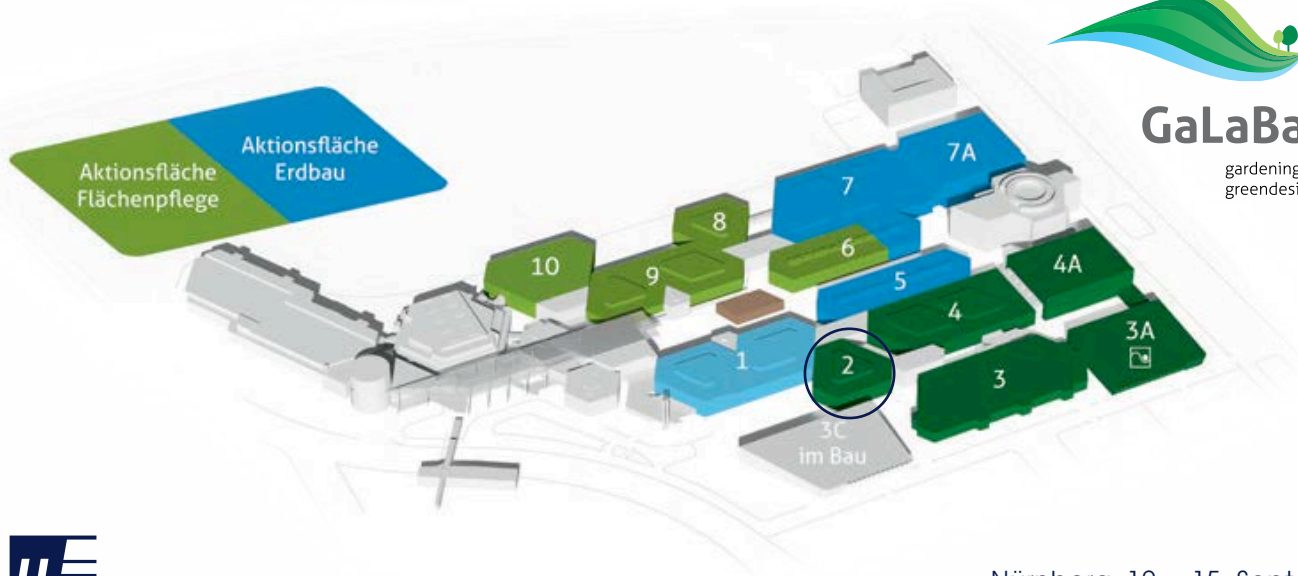 GaLaBa
gardening
greendesi
Aktionsfläche
Erdbau
Aktionsfläche
Flächenpflege
7A
7
8
6
10
9
5
4A
4
3A
1
2
3
3C
im Bau